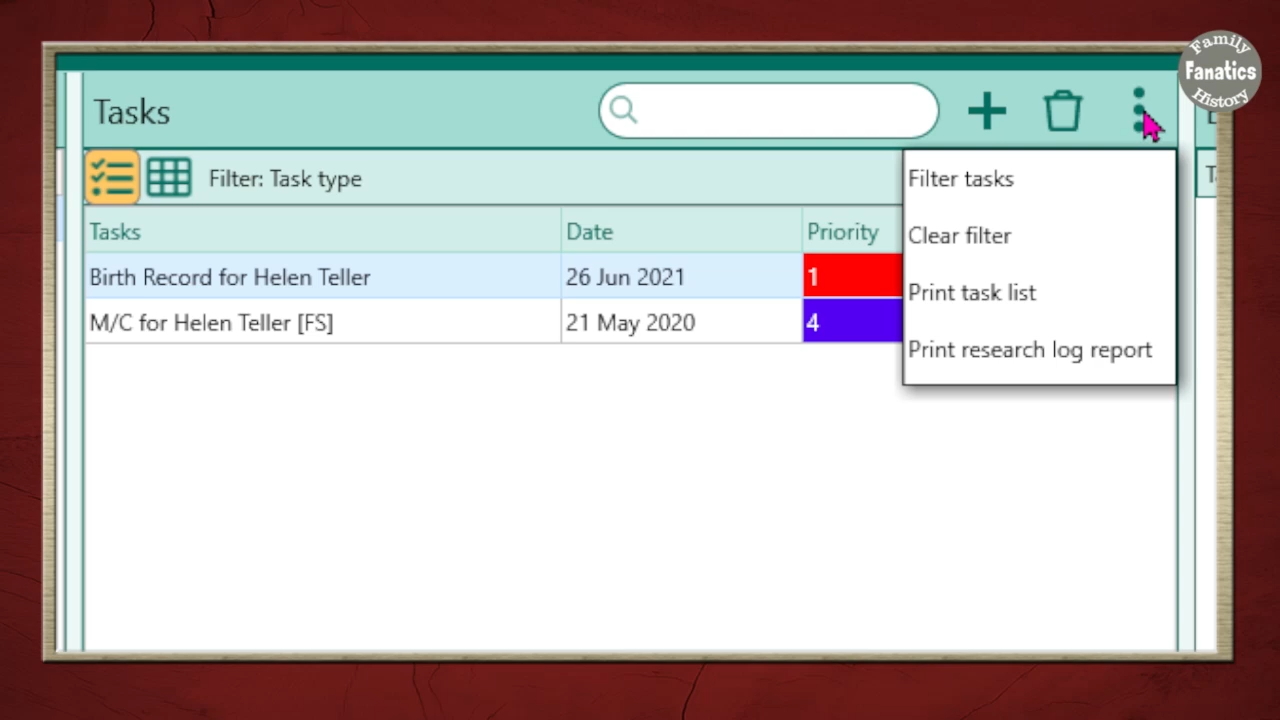 Family
Fanatics
History
Tasks
Filter: Task type
Tasks Date Priority
Birth Record for Helen Teller 26 Jun 2021 1
M/C for Helen Teller [FS] 21 May 2020 4
Filter tasks
Clear filter
Print task list
Print research log report